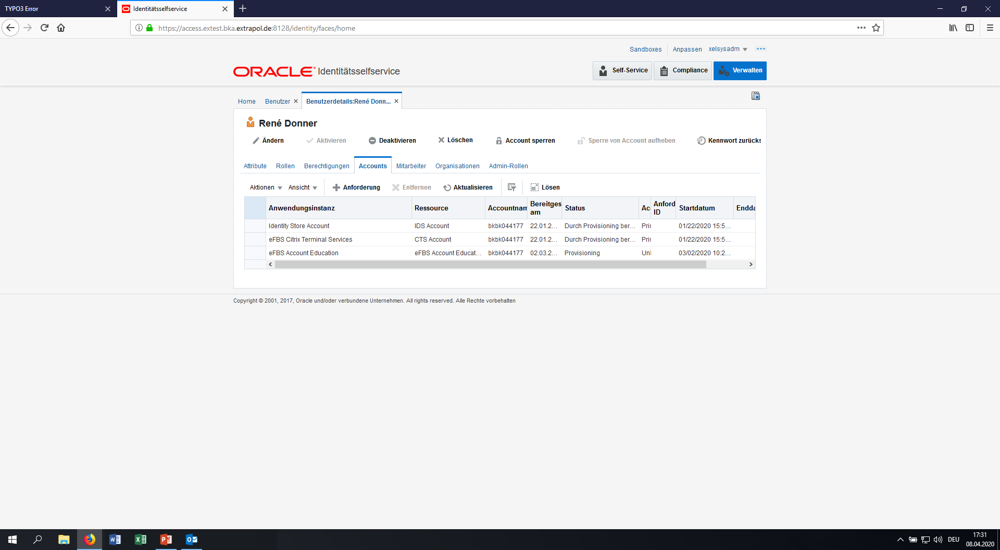 TYPO3 Error
Identitätsselfservice
https://access.extest.bka.extrapol.de:8128/identity/faces/home
Sandboxes Anpassen xelsysadm
ORACLE Identitätsselfservice
Self-Service Compliance Verwalten
Home Benutzer Benutzerdetails:René Donn...
René Donner
Ändern Aktivieren Deaktivieren Löschen Account sperren Sperre von Account aufheben Kennwort zurücks
Attribute Rollen Berechtigungen Accounts Mitarbeiter Organisationen Admin-Rollen
Aktionen Ansicht Anforderung Entfernen Aktualisieren Lösen
Anwendungsinstanz Ressource Accountnam Bereitges am Status Ac Anford ID Startdatum Endda
Identity Store Account IDS Account bkbk044177 22.01.2... Durch Provisioning ber... Pri 01/22/2020 15:5...
eFBS Citrix Terminal Services CTS Account bkbk044177 22.01.2... Durch Provisioning ber... Pri 01/22/2020 15:5...
eFBS Account Education eFBS Account Educat... bkbk044177 02.03.2... Provisioning Unl 03/02/2020 10:2...
Copyright © 2001, 2017, Oracle und/oder verbundene Unternehmen. All rights reserved. Alle Rechte vorbehalten
DEU
17:31
08.04.2020